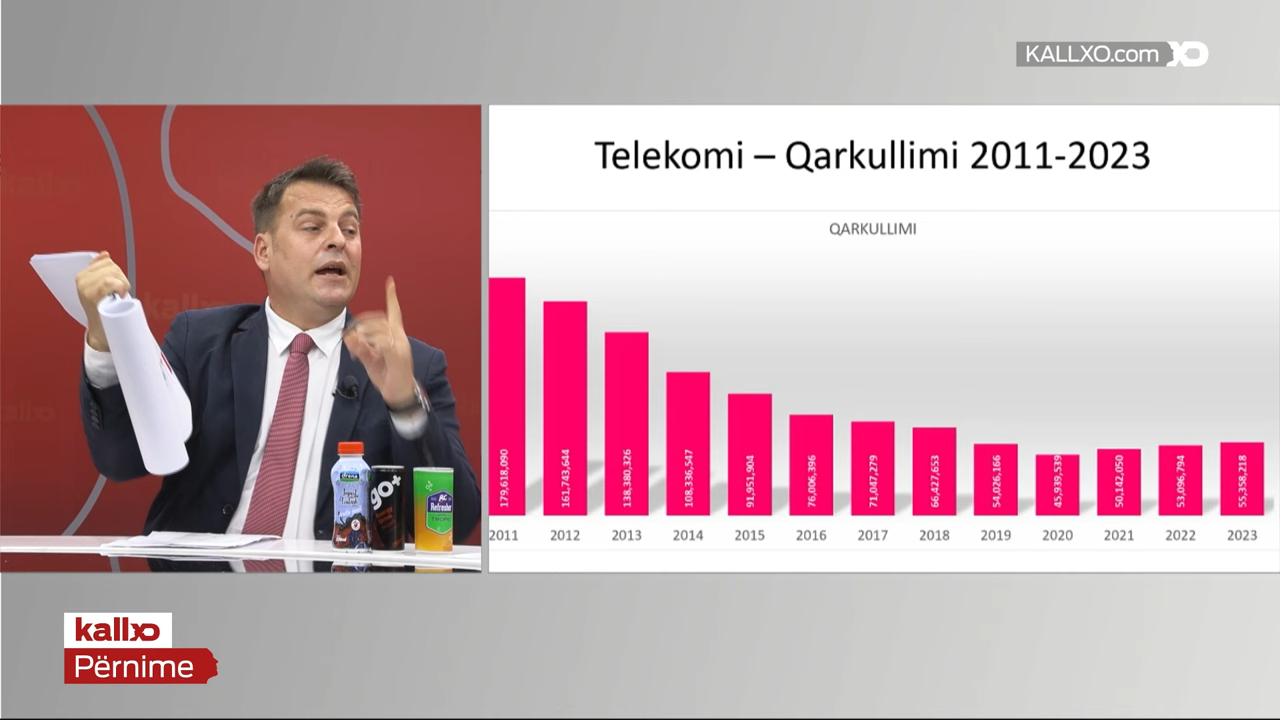 KALLXO.com
Telekomi – Qarkullimi 2011-2023
QARKULLIMI
179,618,090
161,743,644
138,380,326
108,336,547
91,951,904
76,006,396
71,047,279
66,427,653
54,026,166
45,939,539
50,142,050
53,096,794
55,358,218
2011 2012 2013 2014 2015 2016 2017 2018 2019 2020 2021 2022 2023
go+
Refresher
kallxo
Përnime